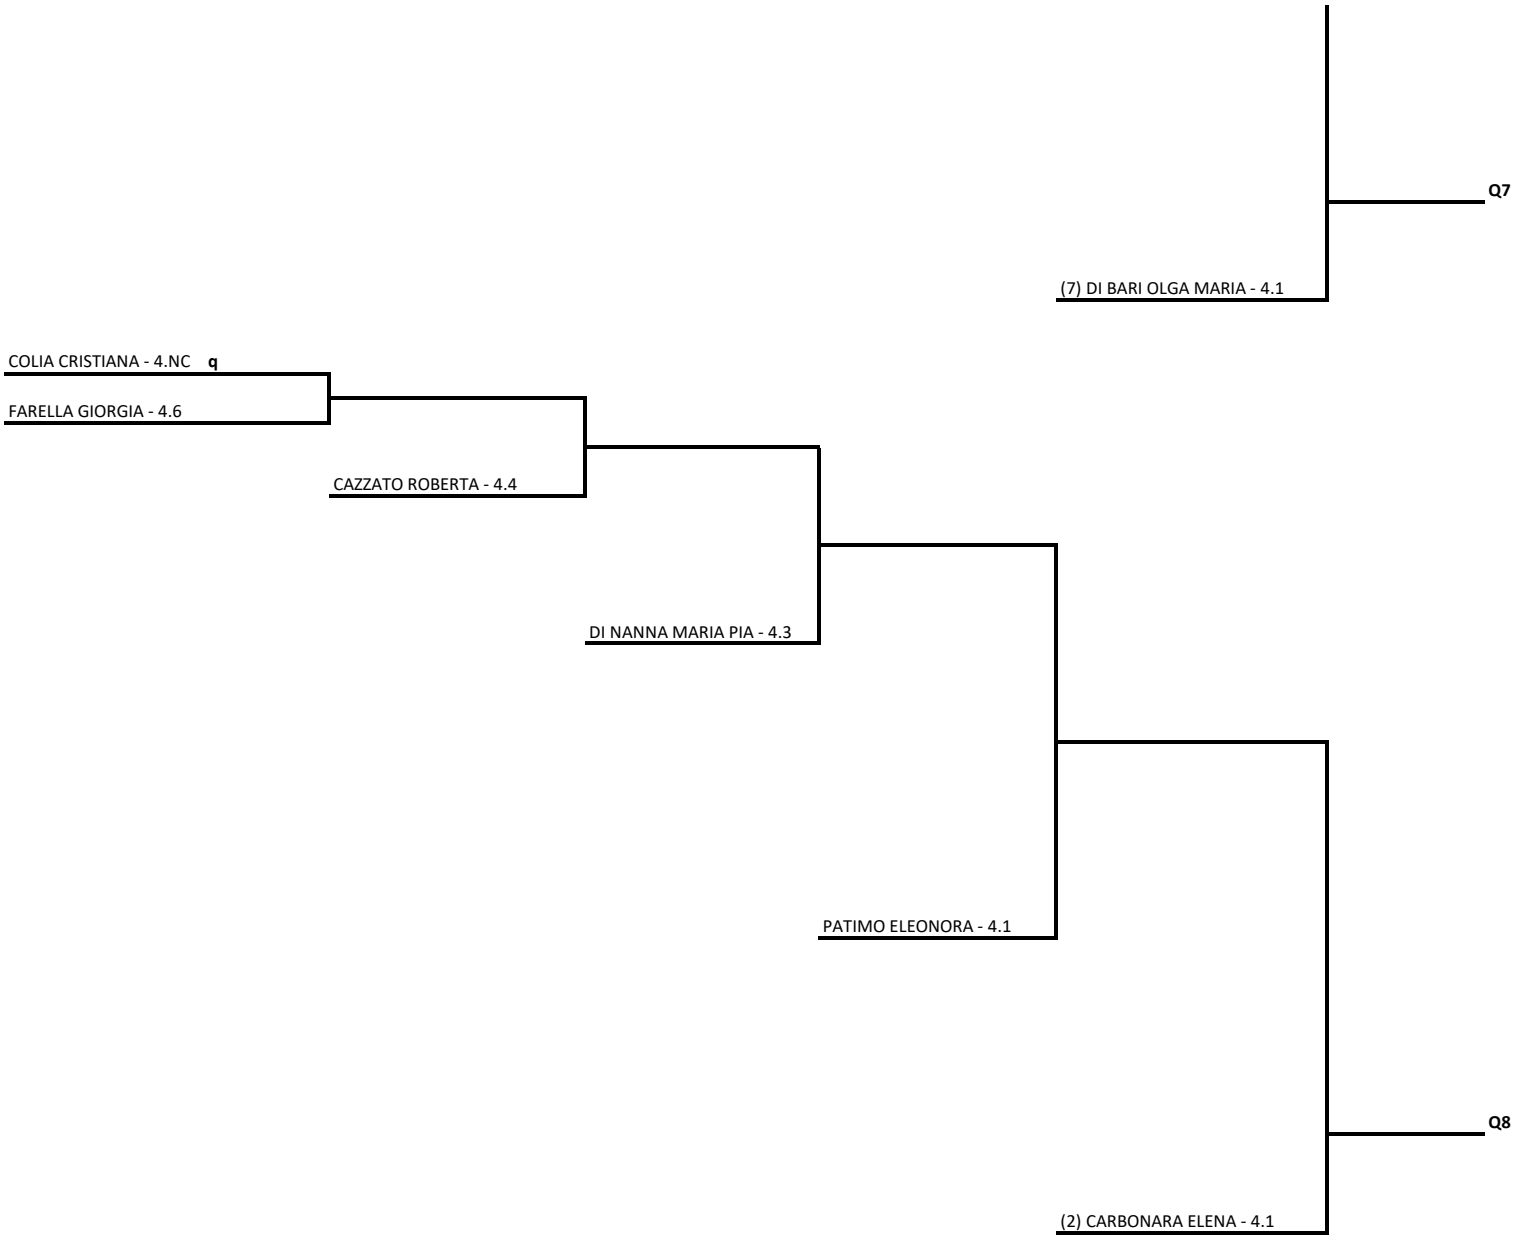 Q7
(7) DI BARI OLGA MARIA - 4.1
COLIA CRISTIANA - 4.NC q
FARELLA GIORGIA - 4.6
CAZZATO ROBERTA - 4.4
DI NANNA MARIA PIA - 4.3
PATIMO ELEONORA - 4.1
Q8
(2) CARBONARA ELENA - 4.1